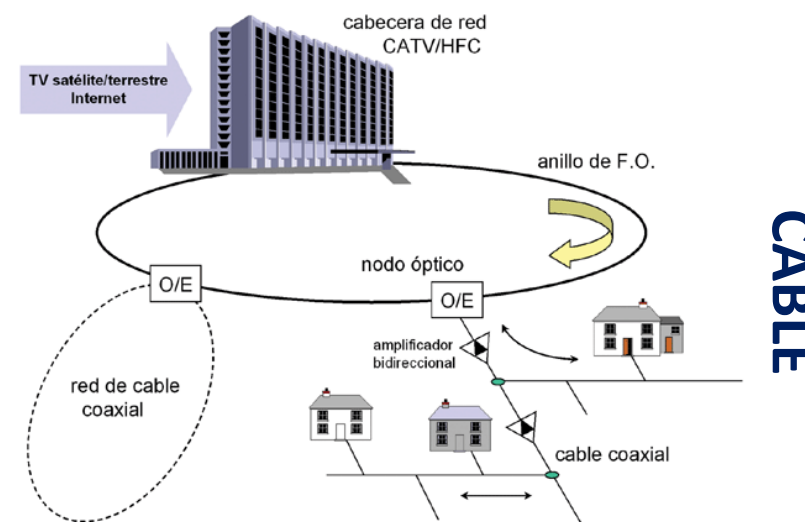 cabecera de red
CATV/HFC
TV satélite/terrestre
Internet
anillo de F.O.
nodo óptico
O/E
O/E
amplificador
bidireccional
red de cable
coaxial
cable coaxial
CABLE